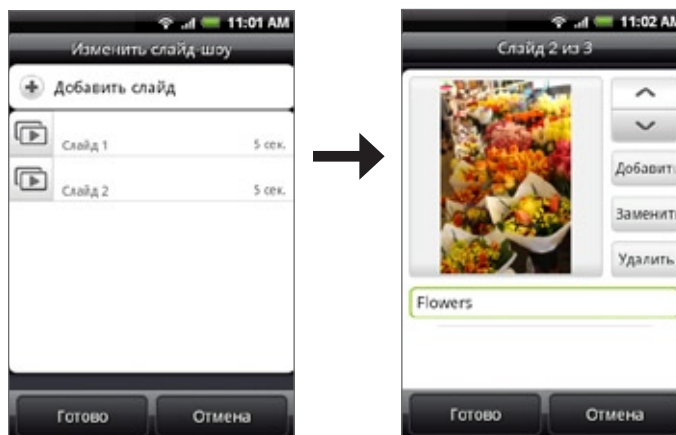 11:01 AM
Изменить слайд-шоу
Добавить слайд
Слайд 1 5 сек.
Слайд 2 5 сек.
Готово Отмена
11:02 AM
Слайд 2 из 3
Добавить
Заменить
Удалить
Flowers
Готово Отмена